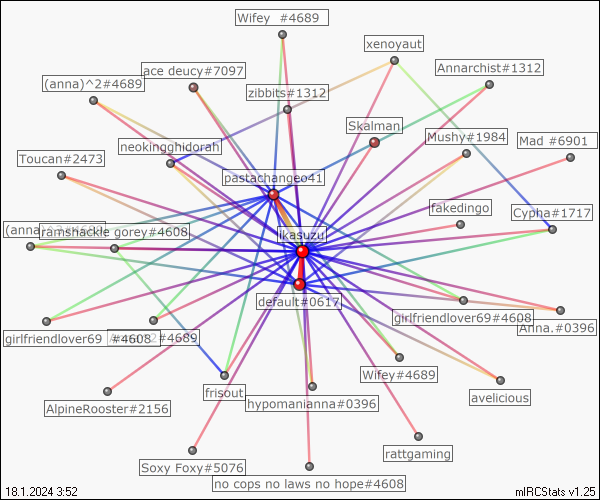 Wifey  #4689
xenoyaut
ace deucy#7097
Annarchist#1312
(anna)^2#4689
zibbits#1312
Skalman
Mushy#1984
Mad #6901
neokingghidorah
Toucan#2473
pastachangeo41
fakedingo
Cypha#1717
(anna)
ramshackle gorey#4608
ikasuzu
default#0617
girlfriendlover69#4608
Anna.#0396
girlfriendlover69  #4608
2#4689
Wifey#4689
frisout
hypomanianna#0396
avelicious
AlpineRooster#2156
rattgaming
Soxy Foxy#5076
no cops no laws no hope#4608
18.1.2024 3:52
mIRCStats v1.25